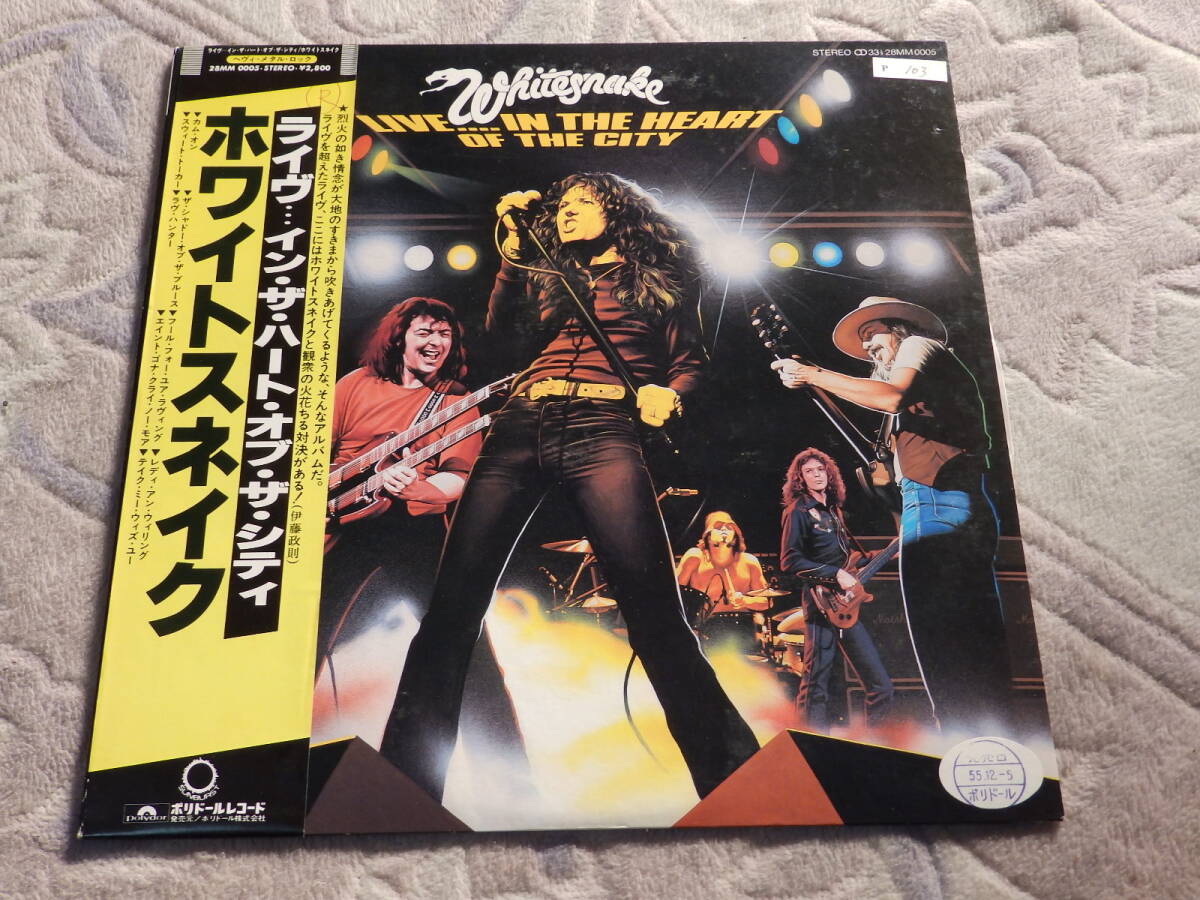 ライヴ…イン・ザ・ハート・オブ・ザ・シティ/ホワイトスネイク
ヘヴィ・メタル・ロック
28MM 0005・STEREO・¥2,800
★烈火の如き情念が大地のすきまから吹きあげてくるような、そんなアルバムだ。
ライヴを超えたライヴ、ここにはホワイトスネイクと観衆の火花ちる対決がある!(伊藤政則)
ライヴ…イン・ザ・ハート・オブ・ザ・シティ
ホワイトスネイク
▼カム・オン
▼スウィート・トーカー
▼ザ・シャドー・オブ・ザ・ブルース
▼ラヴ・ハンター
▼フール・フォー・ユア・ラヴィング
▼エイント・ゴナ・クライ・ノー・モア
▼レディ・アン・ウィリング
▼テイク・ミー・ウィズ・ユー
SUNBURST
polydor
ポリドールレコード
発売元/ポリドール株式会社
STEREO 33⅓ 28MM0005
P 103
Whitesnake
LIVE....IN THE HEART
OF THE CITY
55.12-5
ポリドール